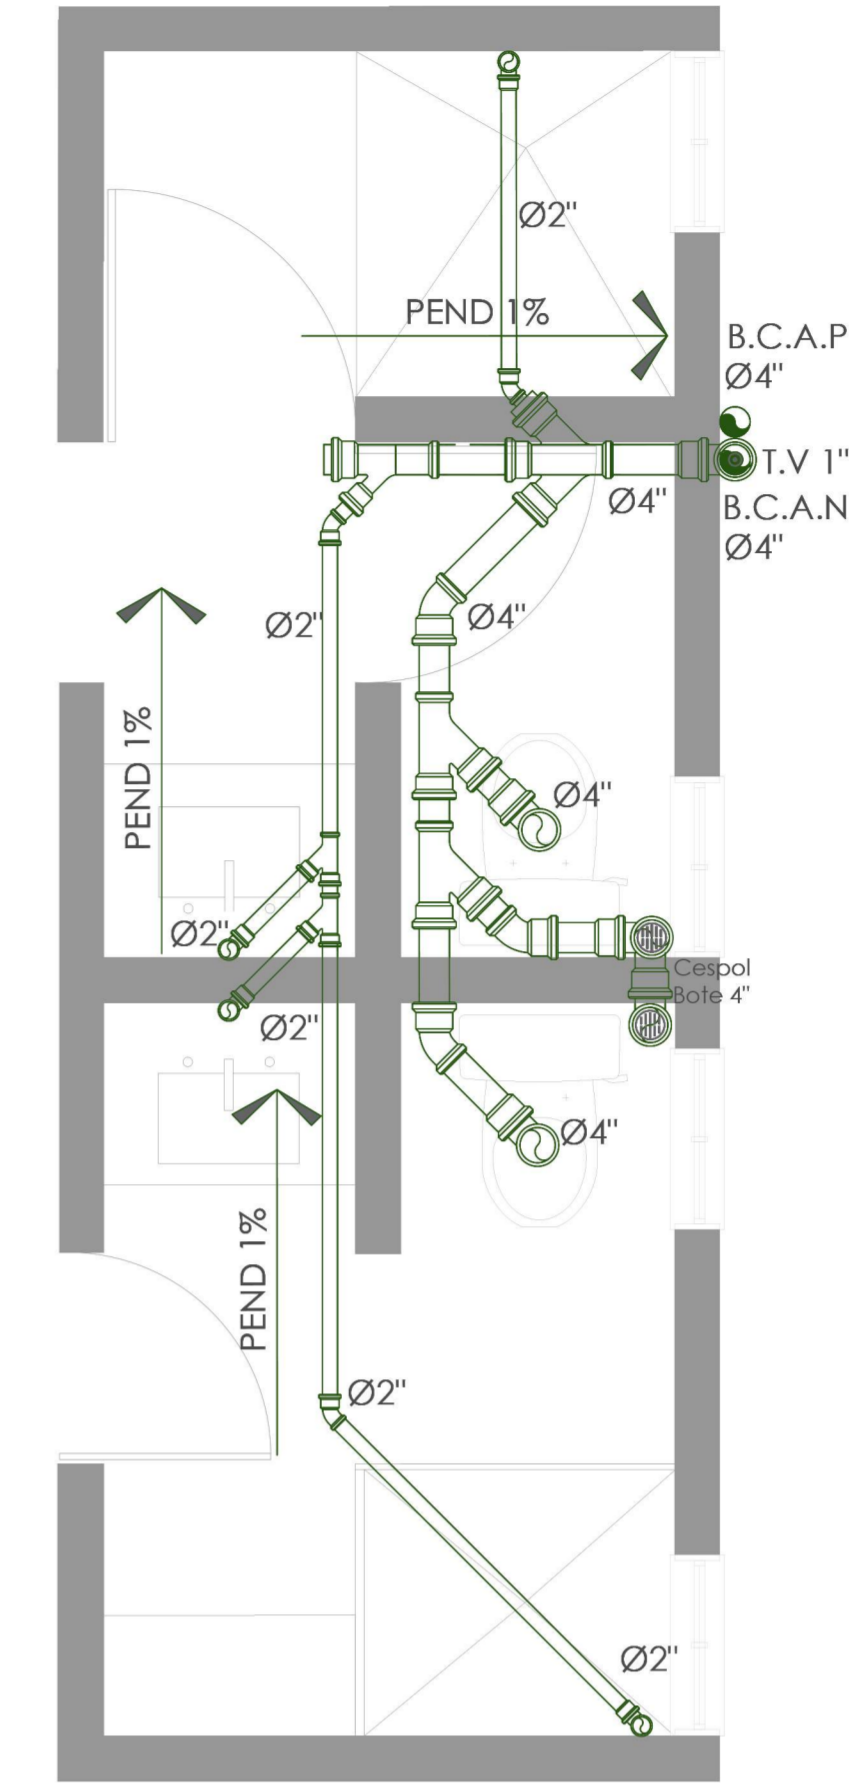 Ø2"
PEND 1%
B.C.A.P
Ø4"
T.V 1"
Ø4"
B.C.A.N
Ø4"
Ø2"
Ø4"
PEND 1%
Ø4"
Ø2"
Cespol
Bote 4"
Ø2"
Ø4"
PEND 1%
Ø2"
Ø2"